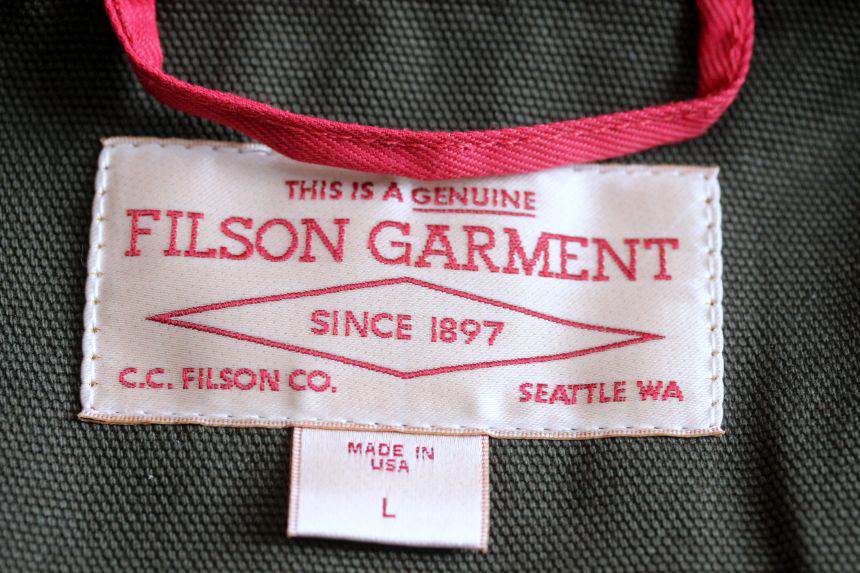 THIS IS A GENUINE
FILSON GARMENT
SINCE 1897
C.C. FILSON CO. SEATTLE WA
MADE IN
USA
L